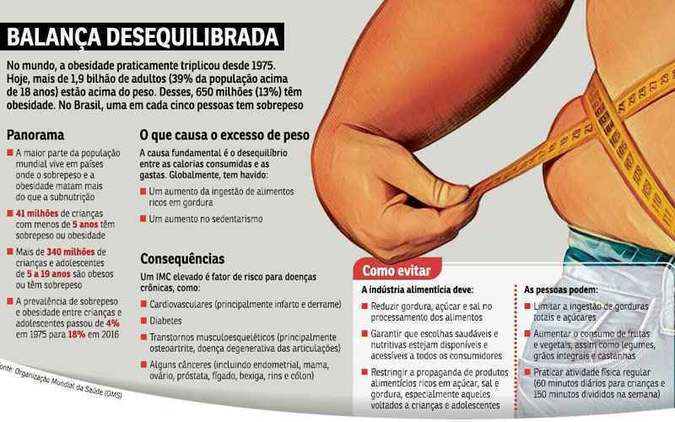 BALANÇA DESEQUILIBRADA
No mundo, a obesidade praticamente triplicou desde 1975.
Hoje, mais de 1,9 bilhão de adultos (39% da população acima
de 18 anos) estão acima do peso. Desses, 650 milhões (13%) têm
obesidade. No Brasil, uma em cada cinco pessoas tem sobrepeso
Panorama
A maior parte da população
mundial vive em países
onde o sobrepeso e a
obesidade matam mais
do que a subnutrição
41 milhões de crianças
com menos de 5 anos têm
sobrepeso ou obesidade
Mais de 340 milhões de
crianças e adolescentes
de 5 a 19 anos são obesos
ou têm sobrepeso
A prevalência de sobrepeso
e obesidade entre crianças e
adolescentes passou de 4%
em 1975 para 18% em 2016
Fonte: Organização Mundial da Saúde (OMS)
O que causa o excesso de peso
A causa fundamental é o desequilíbrio
entre as calorias consumidas e as
gastas. Globalmente, tem havido:
Um aumento da ingestão de alimentos
ricos em gordura
Um aumento no sedentarismo
Consequências
Um IMC elevado é fator de risco para doenças
crônicas, como:
Cardiovasculares (principalmente infarto e derrame)
Diabetes
Transtornos musculoesqueléticos (principalmente
osteoartrite, doença degenerativa das articulações)
Alguns cânceres (incluindo endometrial, mama,
ovário, próstata, fígado, bexiga, rins e cólon)
Como evitar
A indústria alimentícia deve:
Reduzir gordura, açúcar e sal no
processamento dos alimentos
Garantir que escolhas saudáveis e
nutritivas estejam disponíveis e
acessíveis a todos os consumidores
Restringir a propaganda de produtos
alimentícios ricos em açúcar, sal e
gordura, especialmente aqueles
voltados a crianças e adolescentes
As pessoas podem:
Limitar a ingestão de gorduras
totais e açúcares
Aumentar o consumo de frutas
e vegetais, assim como legumes,
grãos integrais e castanhas
Praticar atividade física regular
(60 minutos diários para crianças e
150 minutos divididos na semana)